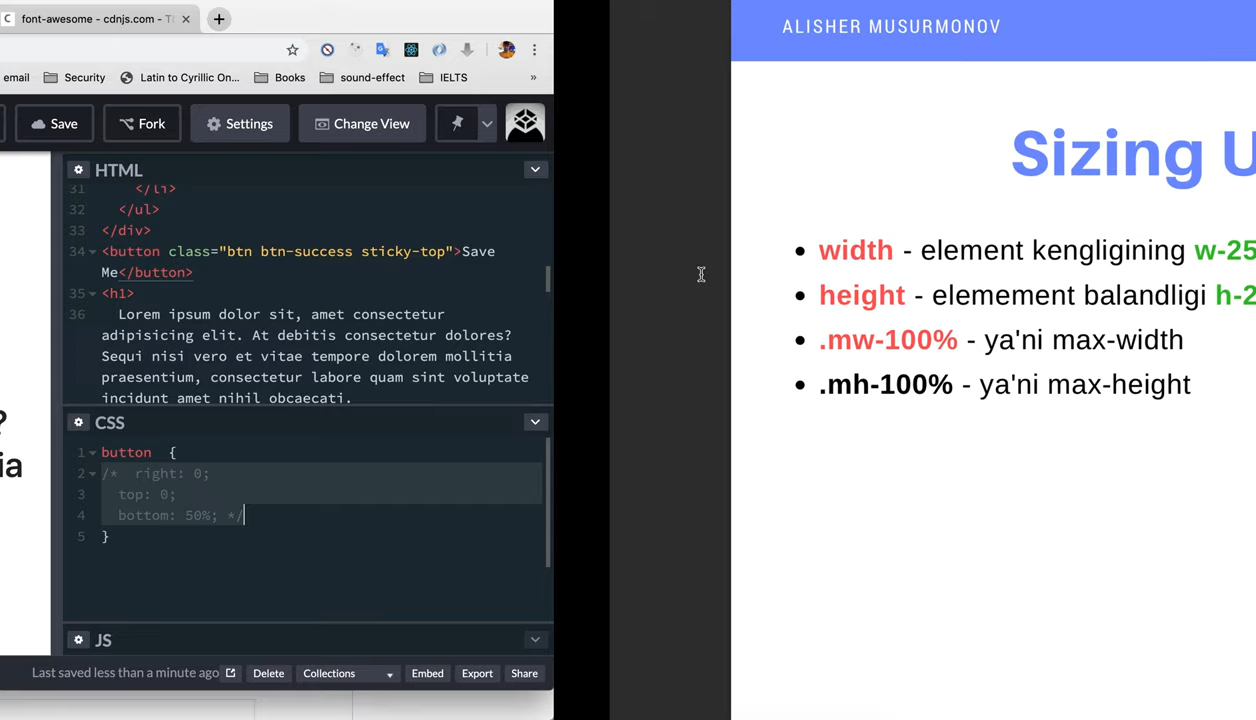 font-awesome - cdnjs.com -
email Security Latin to Cyrillic On... Books sound-effect IELTS »
Save Fork Settings Change View
HTML
31 </li>
32 </ul>
33 </div>
34 <button class="btn btn-success sticky-top">Save
Me</button>
35 <h1>
36 Lorem ipsum dolor sit, amet consectetur
adipisicing elit. At debitis consectetur dolores?
Sequi nisi vero et vitae tempore dolorem mollitia
praesentium, consectetur labore quam sint voluptate
incidunt amet nihil obcaecati.
?
ia
CSS
1 button {
2 /* right: 0;
3 top: 0;
4 bottom: 50%; */
5 }
JS
Last saved less than a minute ago Delete Collections Embed Export Share
ALISHER MUSURMONOV
Sizing U
• width - element kengligining w-25
• height - elemement balandligi h-2
• .mw-100% - ya'ni max-width
• .mh-100% - ya'ni max-height